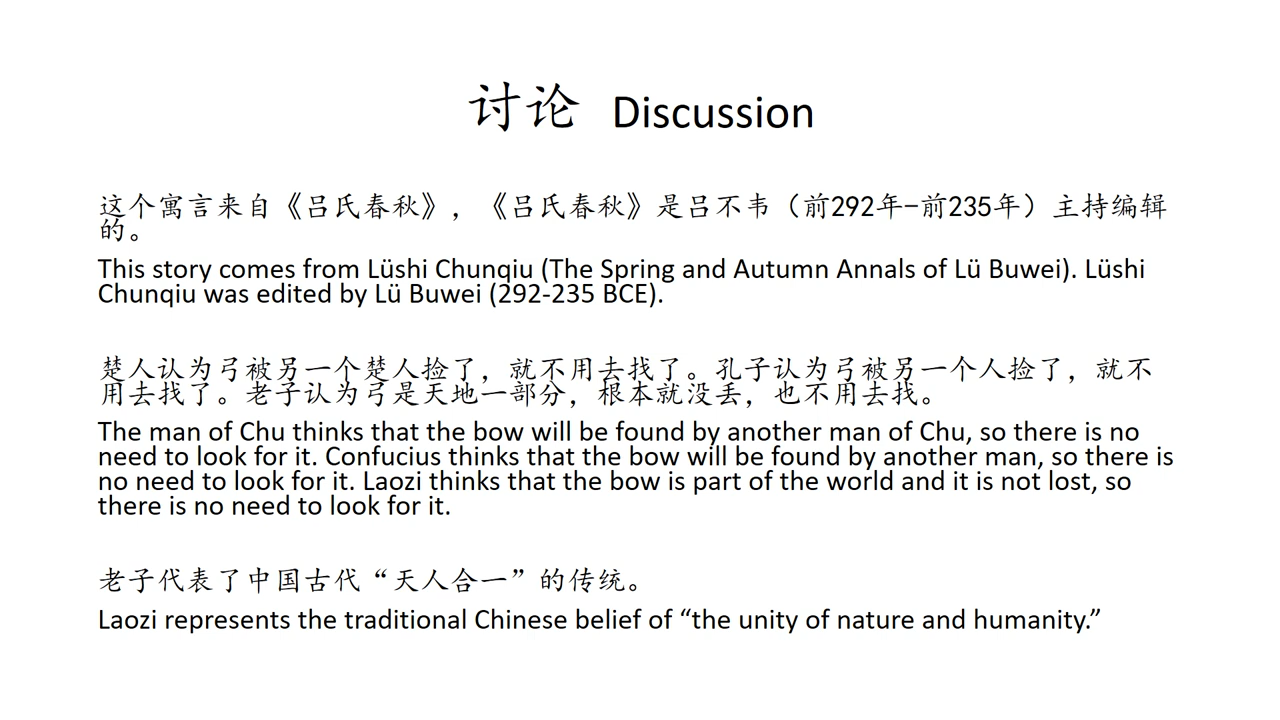 讨论 Discussion
这个寓言来自《吕氏春秋》，《吕氏春秋》是吕不韦（前292年-前235年）主持编辑
的。
This story comes from Lüshi Chunqiu (The Spring and Autumn Annals of Lü Buwei). Lüshi
Chunqiu was edited by Lü Buwei (292-235 BCE).
楚人认为弓被另一个楚人捡了，就不用去找了。孔子认为弓被另一个人捡了，就不
用去找了。老子认为弓是天地一部分，根本就没丢，也不用去找。
The man of Chu thinks that the bow will be found by another man of Chu, so there is no
need to look for it. Confucius thinks that the bow will be found by another man, so there is
no need to look for it. Laozi thinks that the bow is part of the world and it is not lost, so
there is no need to look for it.
老子代表了中国古代“天人合一”的传统。
Laozi represents the traditional Chinese belief of “the unity of nature and humanity.”